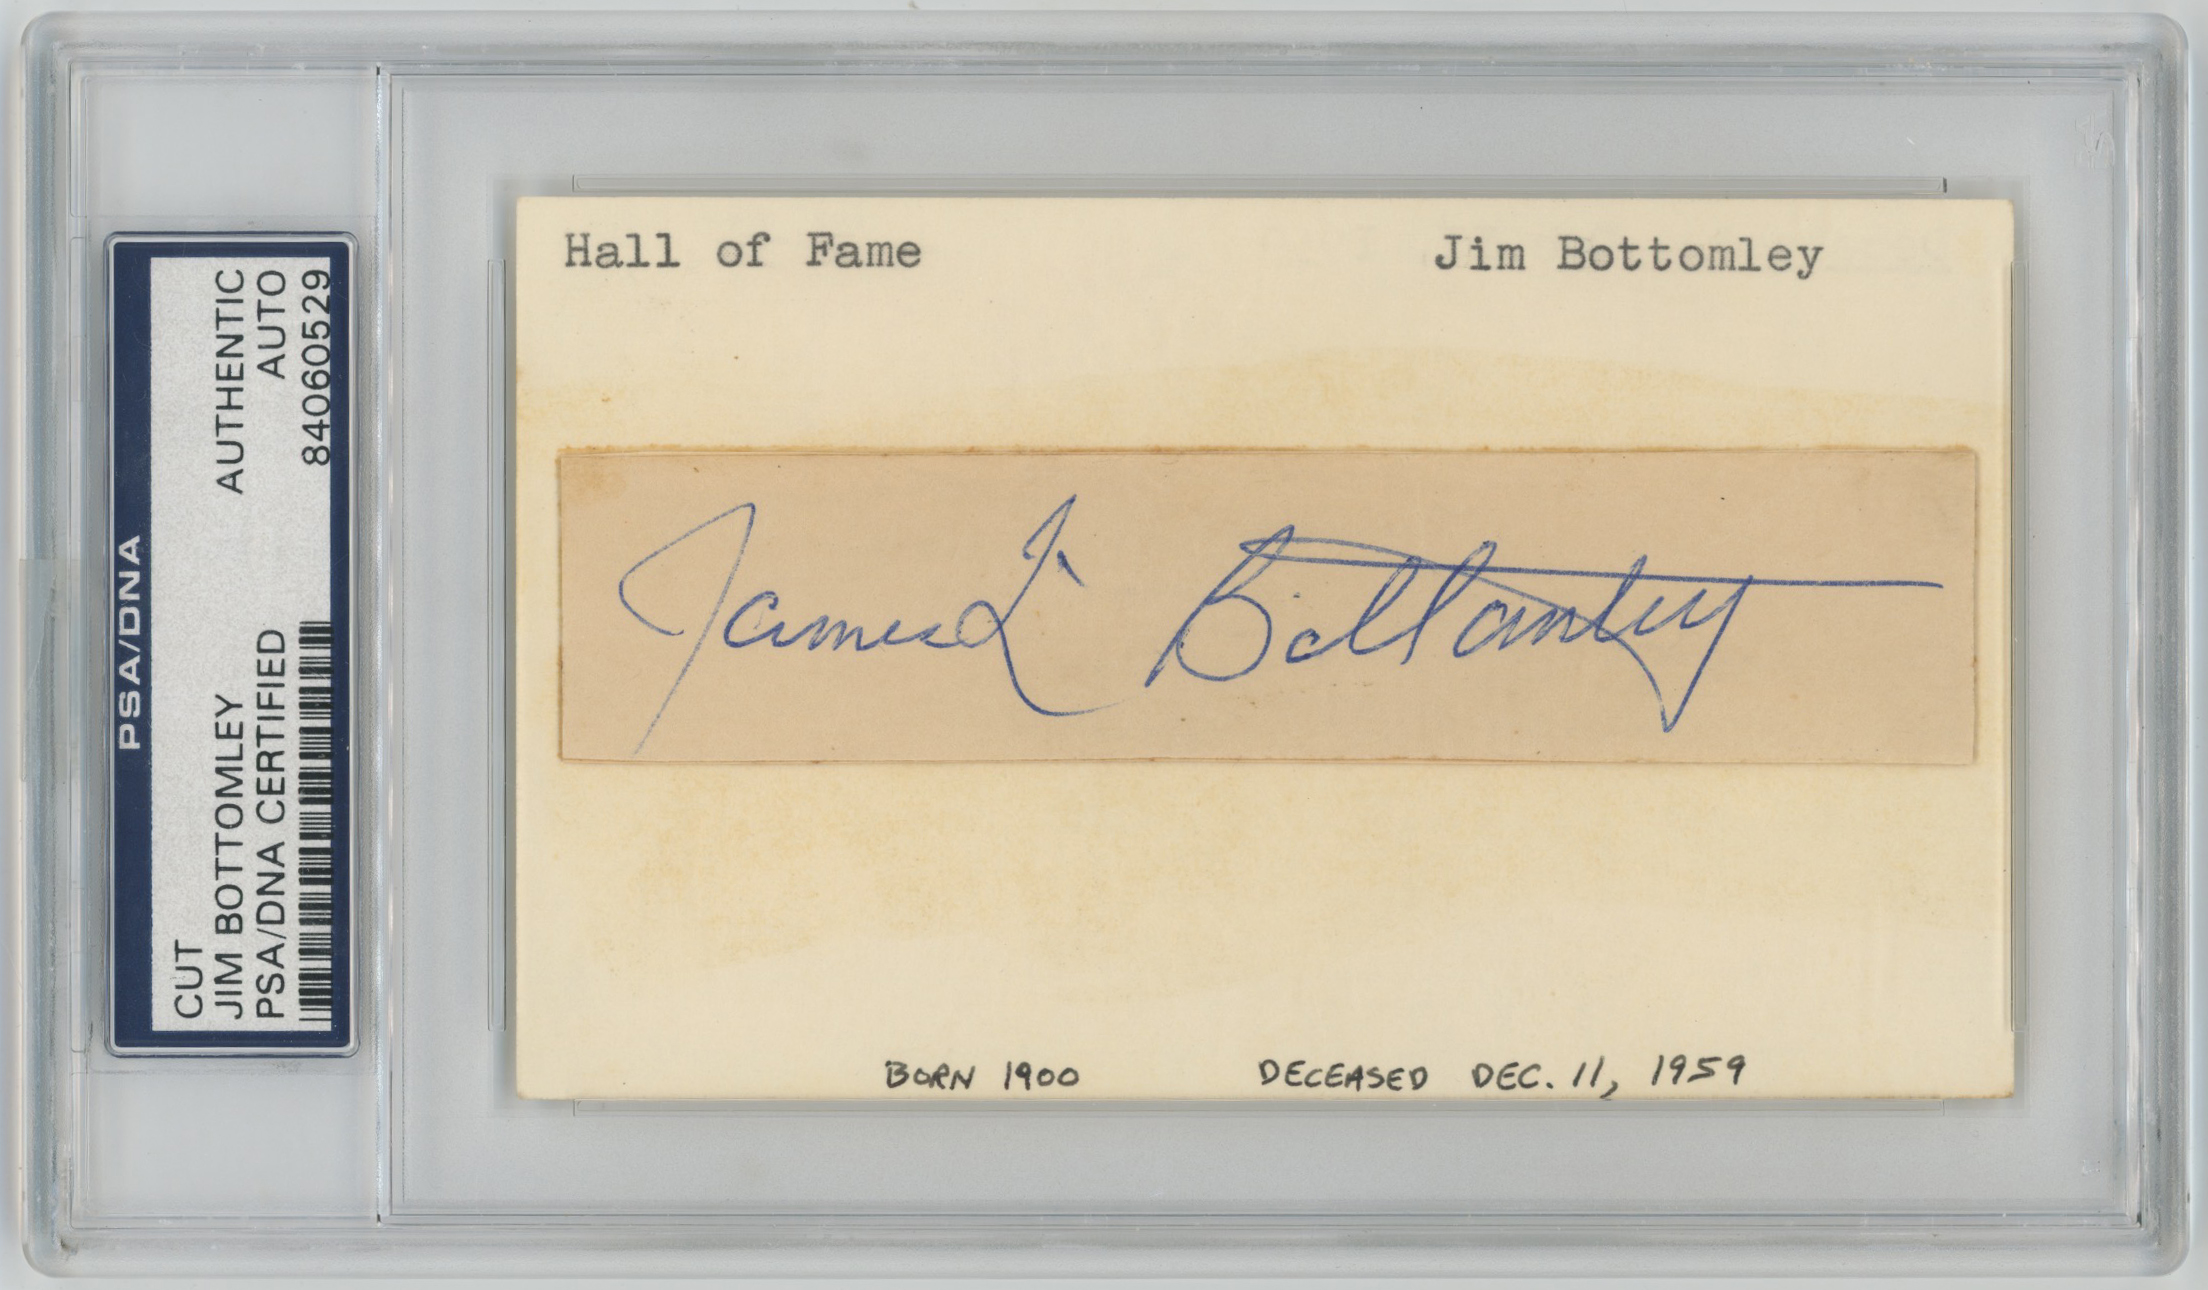 PSA/DNA
CUT AUTHENTIC
JIM BOTTOMLEY AUTO
PSA/DNA CERTIFIED 84060529
Hall of Fame Jim Bottomley
James L Bottomley
BORN 1900 DECEASED DEC. 11, 1959